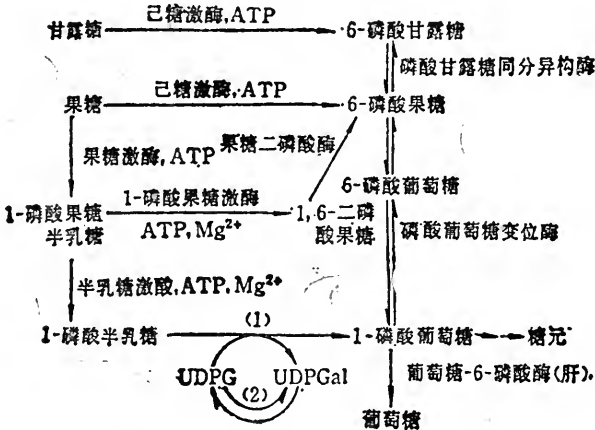 甘露糖 己糖激酶,ATP 6-磷酸甘露糖
磷酸甘露糖同分异构酶
果糖 己糖激酶,ATP 6-磷酸果糖
果糖激酶,ATP 果糖二磷酸酶
6-磷酸葡萄糖
1-磷酸果糖 1-磷酸果糖激酶 1,6-二磷
半乳糖 ATP,Mg²⁺ 酸果糖 磷酸葡萄糖变位酶
半乳糖激酸,ATP,Mg²⁺
1-磷酸半乳糖 (1) 1-磷酸葡萄糖 糖元
UDPG (2) UDPGal 葡萄糖-6-磷酸酶(肝).
葡萄糖